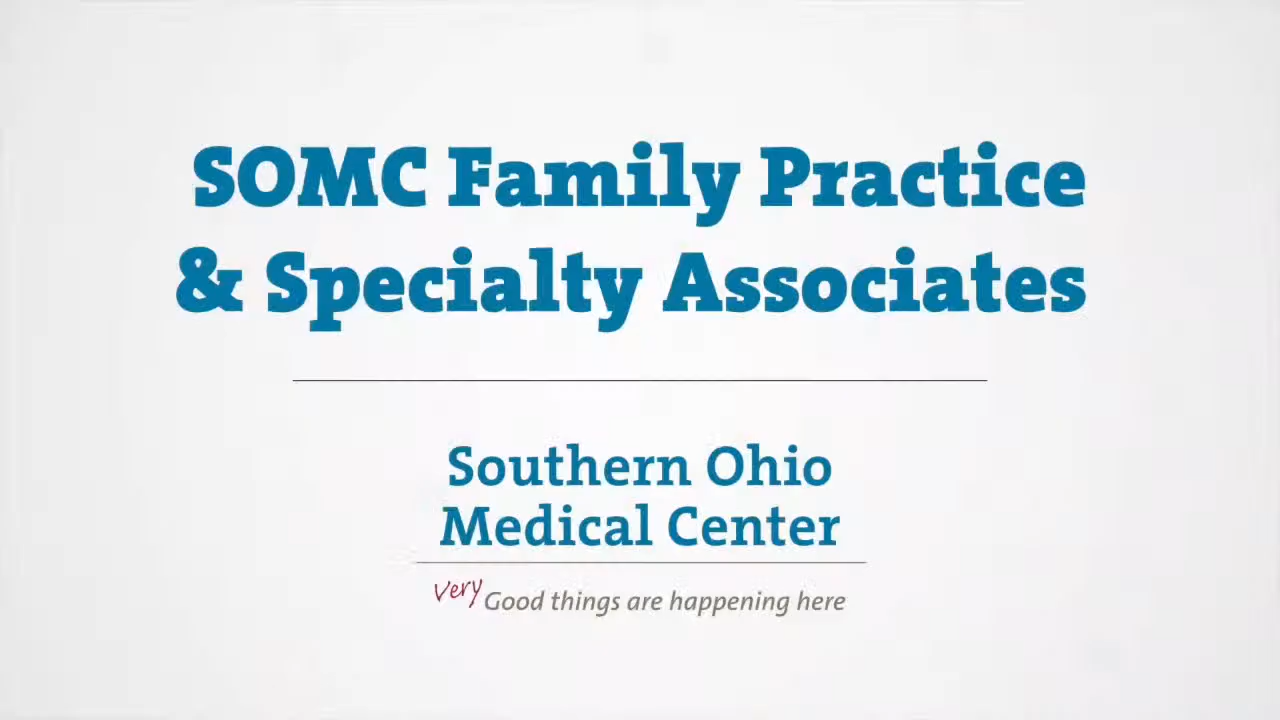 SOMC Family Practice
& Specialty Associates
Southern Ohio
Medical Center
Very Good things are happening here